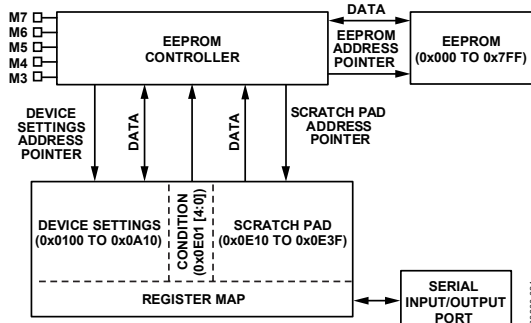 M7
M6
M5
M4
M3
EEPROM
CONTROLLER
DATA
EEPROM
ADDRESS
POINTER
EEPROM
(0x000 TO 0x7FF)
DEVICE
SETTINGS
ADDRESS
POINTER
DATA
DATA
SCRATCH PAD
ADDRESS
POINTER
DEVICE SETTINGS
(0x0100 TO 0x0A10)
CONDITION
(0x0E01 [4:0])
SCRATCH PAD
(0x0E10 TO 0x0E3F)
REGISTER MAP
SERIAL
INPUT/OUTPUT
PORT